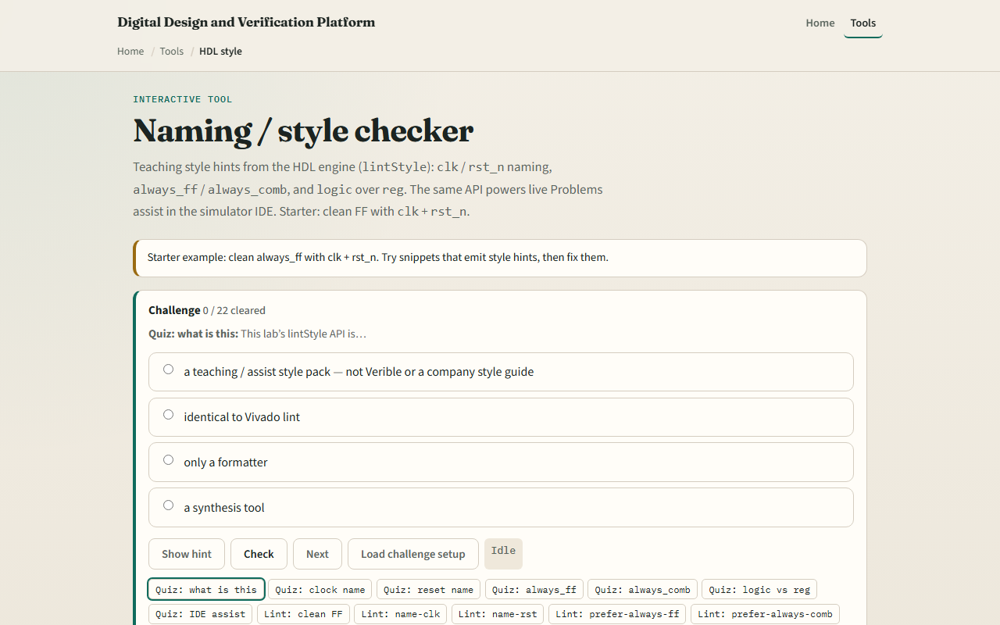 Digital Design and Verification Platform
Home Tools
Home / Tools / HDL style
INTERACTIVE TOOL
Naming / style checker
Teaching style hints from the HDL engine (lintStyle): clk / rst_n naming,
always_ff / always_comb, and logic over reg. The same API powers live Problems
assist in the simulator IDE. Starter: clean FF with clk + rst_n.
Starter example: clean always_ff with clk + rst_n. Try snippets that emit style hints, then fix them.
Challenge 0 / 22 cleared
Quiz: what is this: This lab’s lintStyle API is…
a teaching / assist style pack — not Verible or a company style guide
identical to Vivado lint
only a formatter
a synthesis tool
Show hint Check Next Load challenge setup Idle
Quiz: what is this Quiz: clock name Quiz: reset name Quiz: always_ff Quiz: always_comb Quiz: logic vs reg
Quiz: IDE assist Lint: clean FF Lint: name-clk Lint: name-rst Lint: prefer-always-ff Lint: prefer-always-comb